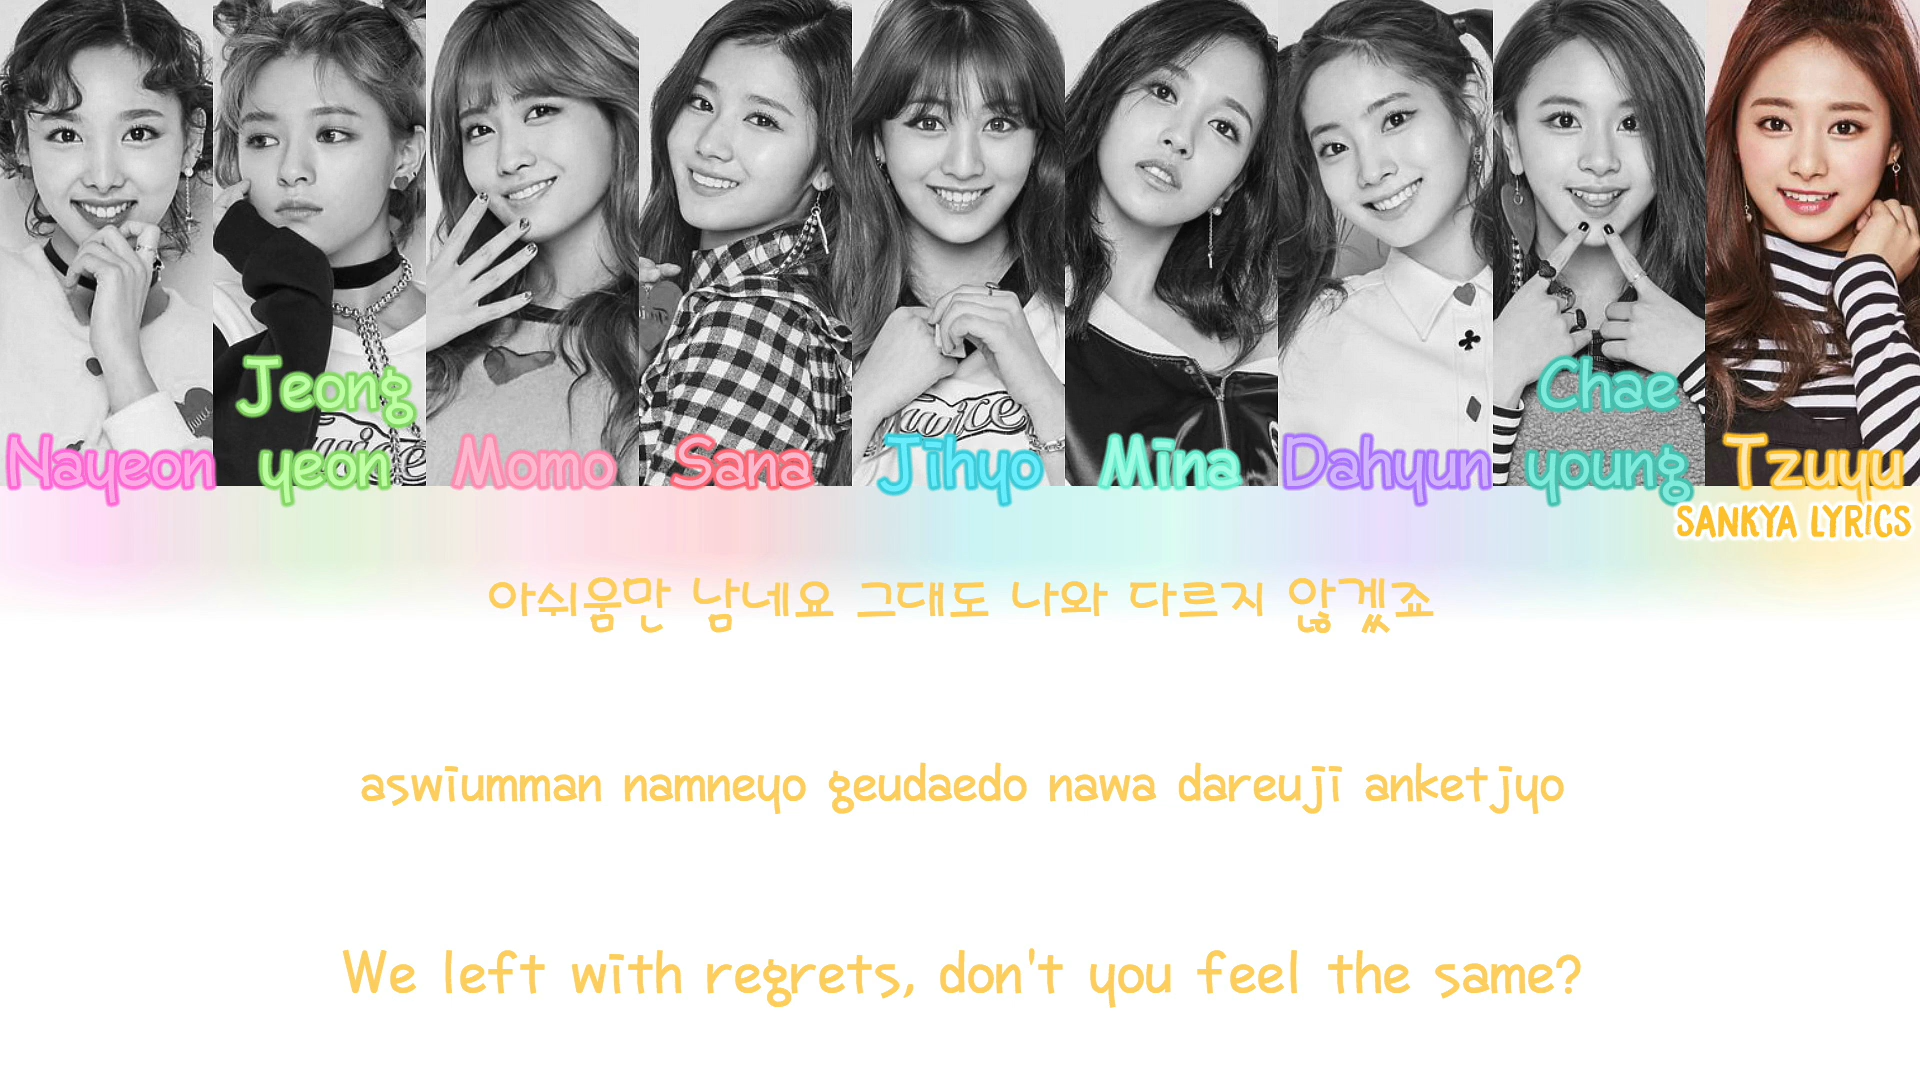 Nayeon
Jeong
yeon
Momo
Sana
Jihyo
Mina
Dahyun
Chae
young
Tzuyu
SANKYA LYRICS
아쉬움만 남네요 그대도 나와 다르지 않겠죠
aswiumman namneyo geudaedo nawa dareuji anketjyo
We left with regrets, don't you feel the same?